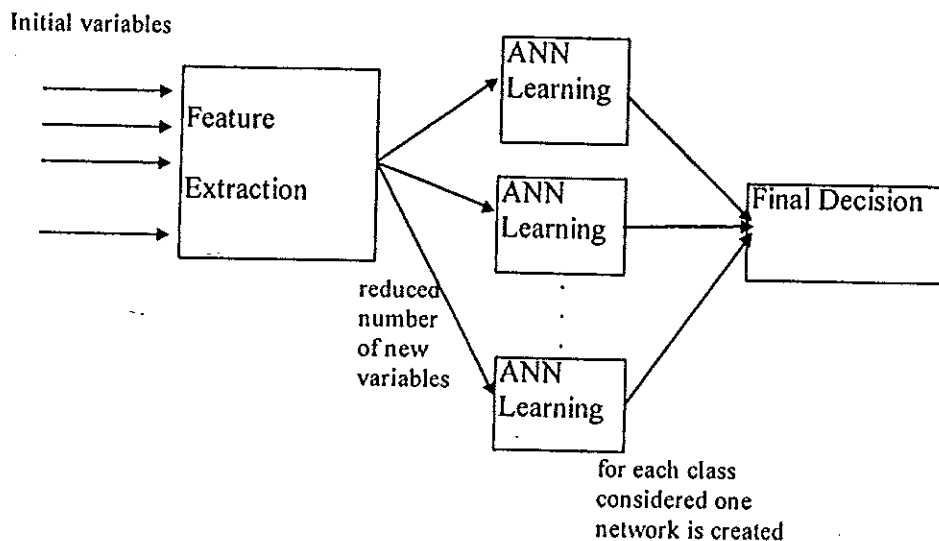 Initial variables
Feature
Extraction
ANN
Learning
ANN
Learning
Final Decision
reduced
number
of new
variables
ANN
Learning
for each class
considered one
network is created